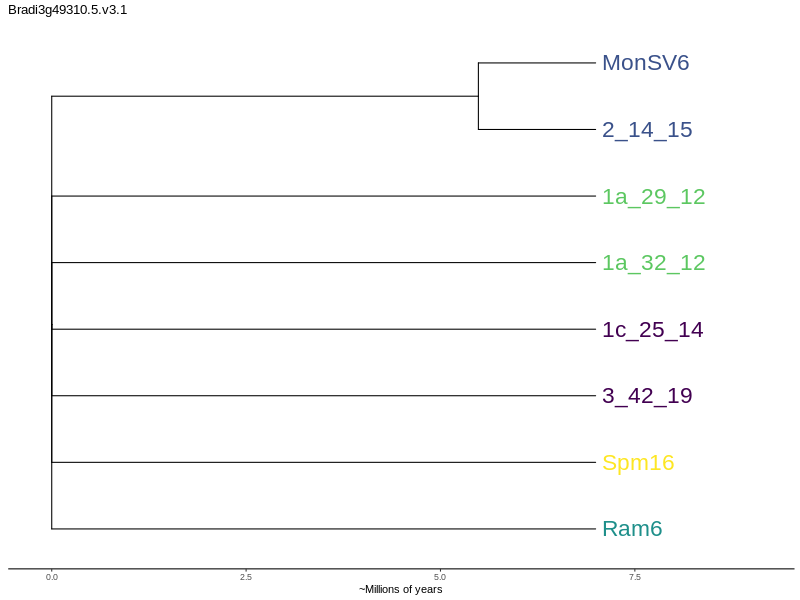 Bradi3g49310.5.v3.1
MonSV6
2_14_15
1a_29_12
1a_32_12
1c_25_14
3_42_19
Spm16
Ram6
0.0 2.5 5.0 7.5
~Millions of years